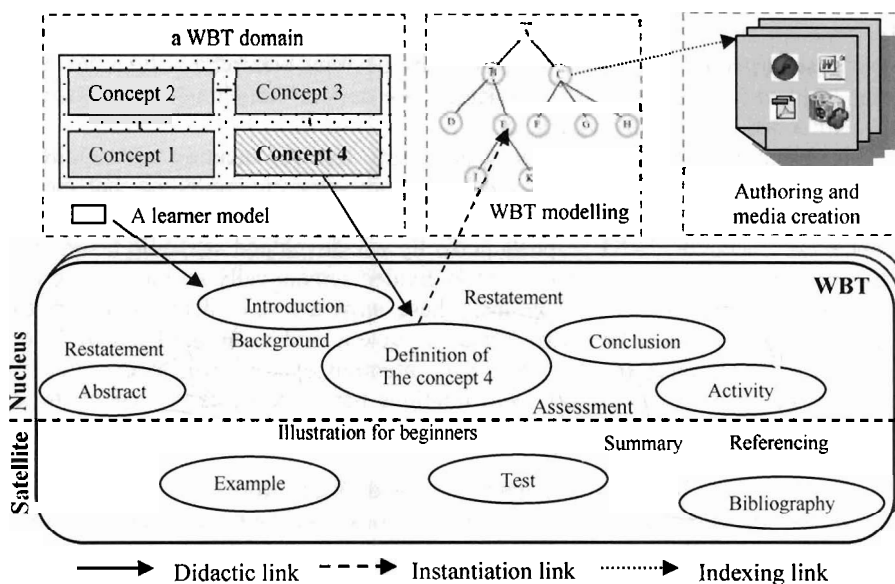 a WBT domain
Concept 2
Concept 3
Concept 1
Concept 4
A learner model
B
C
D
E
F
G
H
K
WBT modelling
Authoring and
media creation
WBT
Nucleus
Introduction
Restatement
Background
Restatement
Definition of
The concept 4
Conclusion
Abstract
Activity
Assessment
Satellite
Illustration for beginners
Summary
Referencing
Example
Test
Bibliography
Didactic link
Instantiation link
Indexing link